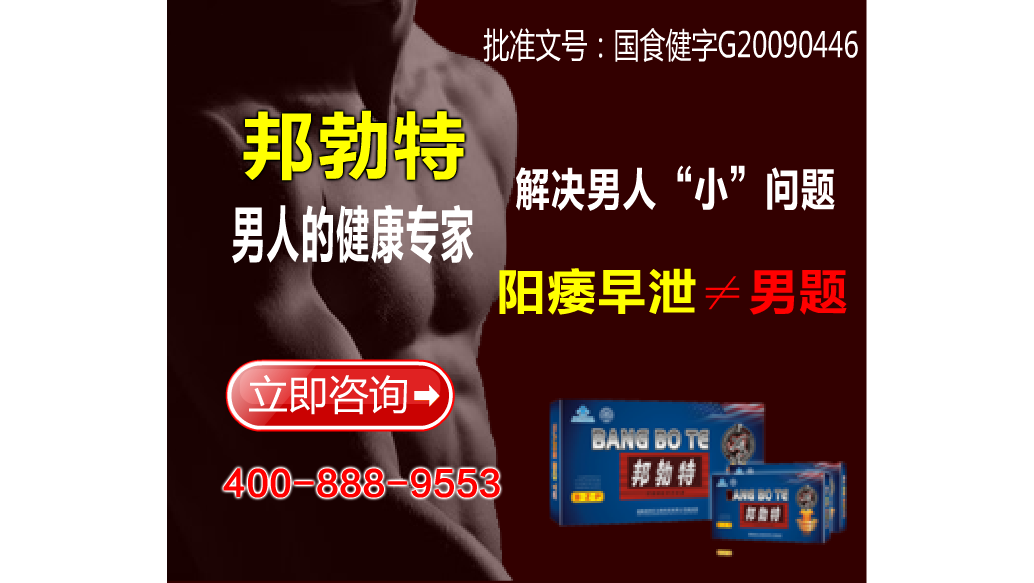 批准文号：国食健字G20090446
邦勃特
男人的健康专家
解决男人“小”问题
阳痿早泄≠男题
立即咨询
400-888-9553
BANG BO TE
邦勃特
BANG BO TE
邦勃特